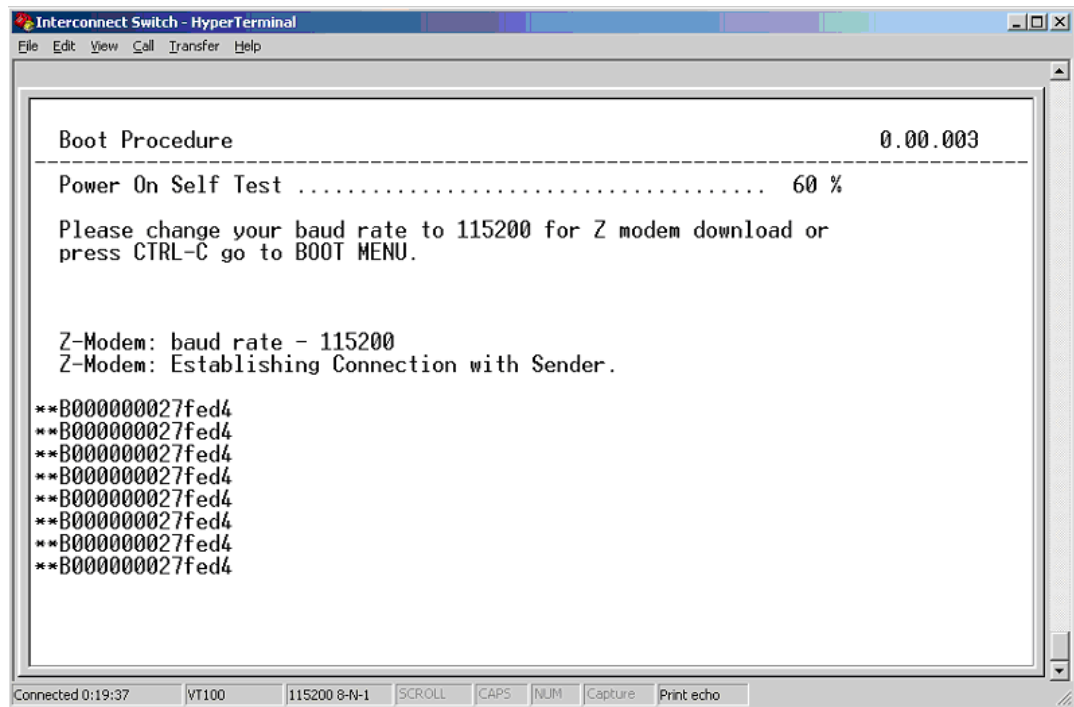 Interconnect Switch - HyperTerminal
File Edit View Call Transfer Help
Boot Procedure 0.00.003
--------------------------------------------------------------------------------
Power On Self Test ...................................... 60 %
Please change your baud rate to 115200 for Z modem download or
press CTRL-C go to BOOT MENU.
Z-Modem: baud rate - 115200
Z-Modem: Establishing Connection with Sender.
**B000000027fed4
**B000000027fed4
**B000000027fed4
**B000000027fed4
**B000000027fed4
**B000000027fed4
**B000000027fed4
**B000000027fed4
Connected 0:19:37 VT100 115200 8-N-1 SCROLL CAPS NUM Capture Print echo